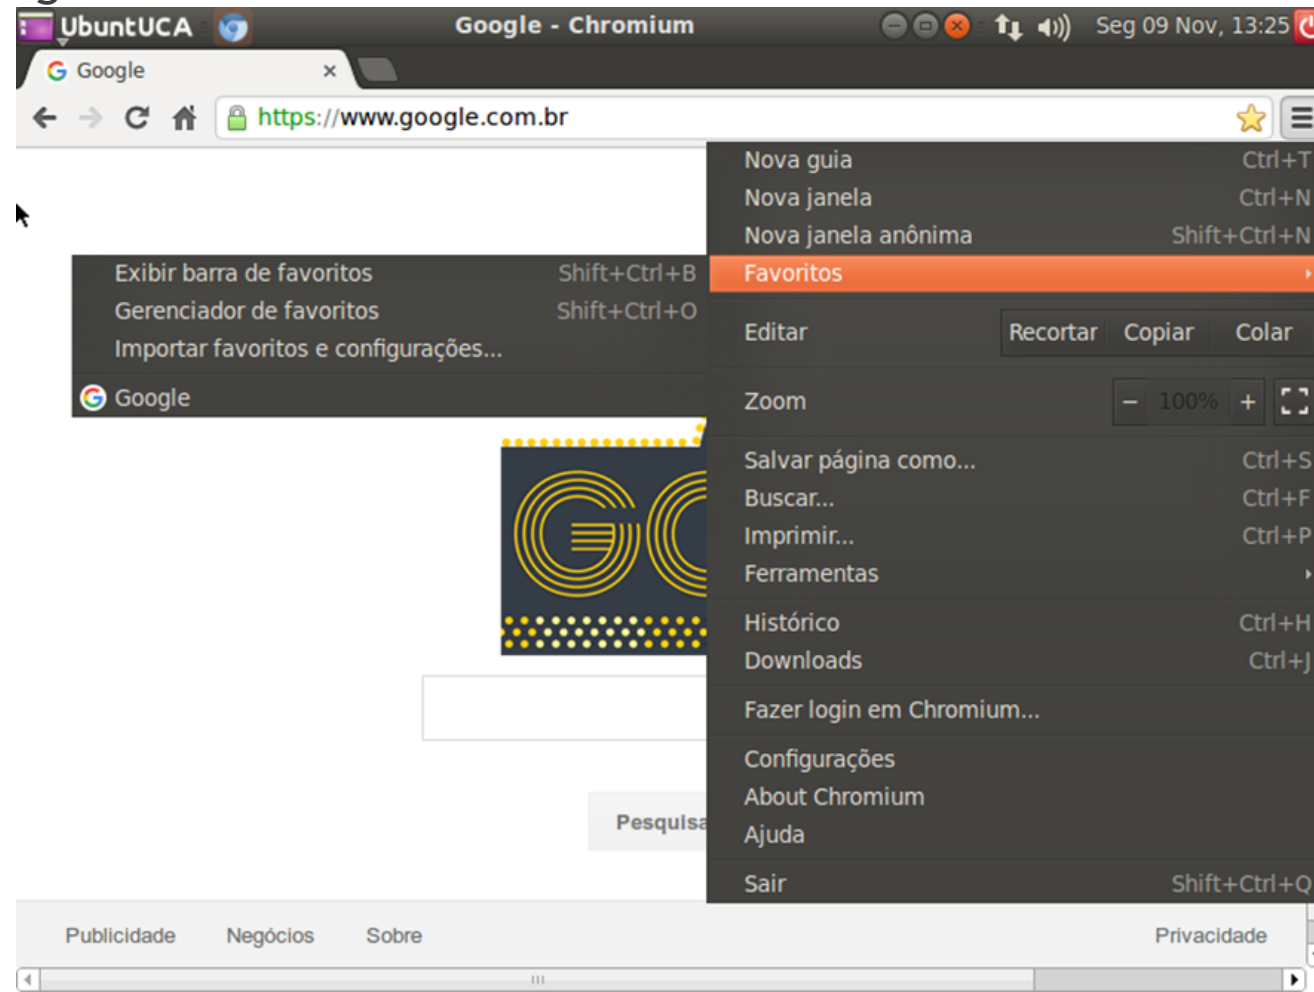 UbuntUCA Google - Chromium Seg 09 Nov, 13:25
Google
https://www.google.com.br
Nova guia Ctrl+T
Nova janela Ctrl+N
Nova janela anônima Shift+Ctrl+N
Exibir barra de favoritos Shift+Ctrl+B Favoritos
Gerenciador de favoritos Shift+Ctrl+O
Editar Recortar Copiar Colar
Importar favoritos e configurações...
Google
Zoom − 100% +
Salvar página como... Ctrl+S
Buscar... Ctrl+F
Imprimir... Ctrl+P
Ferramentas
Histórico Ctrl+H
Downloads Ctrl+J
Fazer login em Chromium...
Configurações
About Chromium
Pesquisa
Ajuda
Sair Shift+Ctrl+Q
Publicidade Negócios Sobre Privacidade